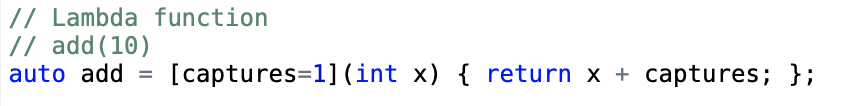 // Lambda function
// add(10)
auto add = [captures=1](int x) { return x + captures; };